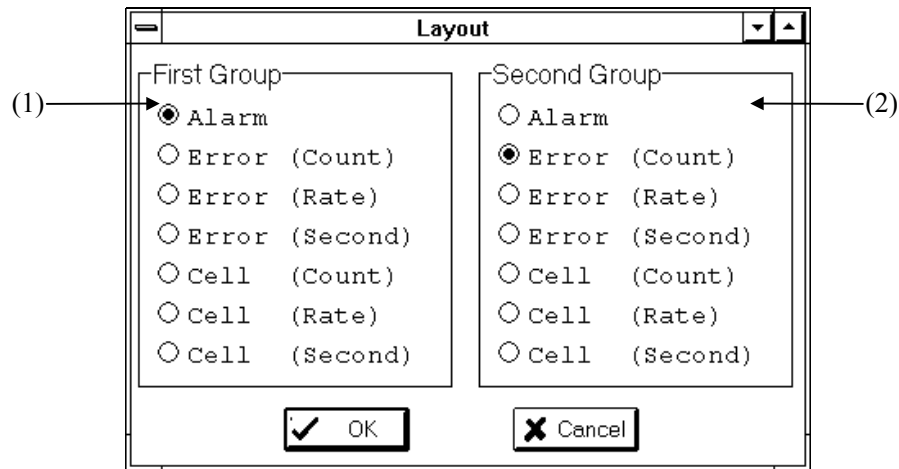 Layout
First Group
Second Group
(1)
(2)
Alarm
Error (Count)
Error (Rate)
Error (Second)
Cell (Count)
Cell (Rate)
Cell (Second)
Alarm
Error (Count)
Error (Rate)
Error (Second)
Cell (Count)
Cell (Rate)
Cell (Second)
OK
Cancel